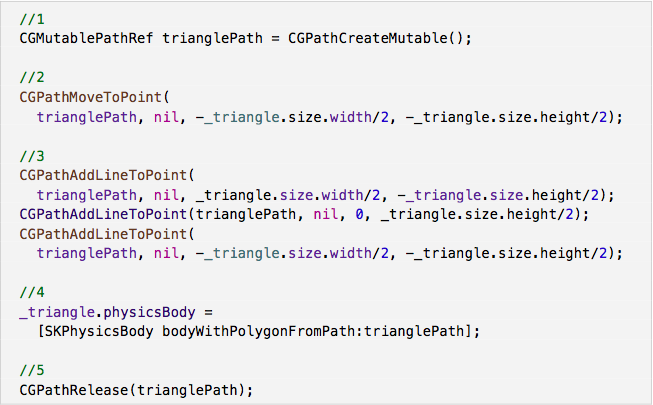 //1
CGMutablePathRef trianglePath = CGPathCreateMutable();
//2
CGPathMoveToPoint(
trianglePath, nil, -_triangle.size.width/2, -_triangle.size.height/2);
//3
CGPathAddLineToPoint(
trianglePath, nil, _triangle.size.width/2, -_triangle.size.height/2);
CGPathAddLineToPoint(trianglePath, nil, 0, _triangle.size.height/2);
CGPathAddLineToPoint(
trianglePath, nil, -_triangle.size.width/2, -_triangle.size.height/2);
//4
_triangle.physicsBody =
[SKPhysicsBody bodyWithPolygonFromPath:trianglePath];
//5
CGPathRelease(trianglePath);